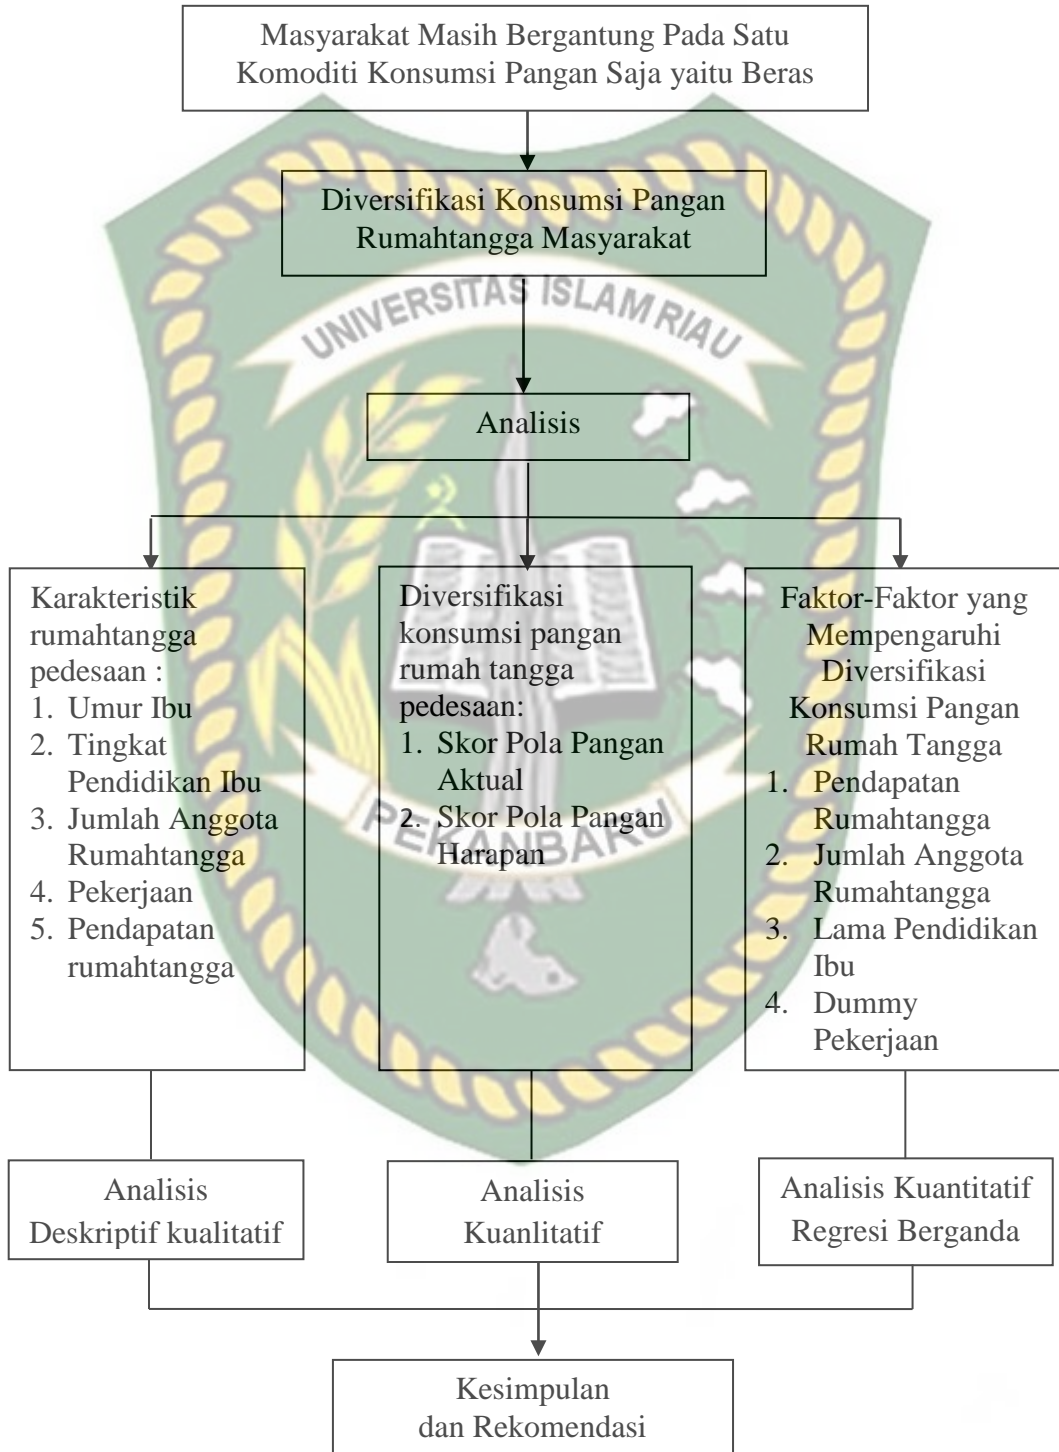 Masyarakat Masih Bergantung Pada Satu
Komoditi Konsumsi Pangan Saja yaitu Beras
Diversifikasi Konsumsi Pangan
Rumahtangga Masyarakat
UNIVERSITAS ISLAM RIAU
Analisis
Karakteristik
rumahtangga
pedesaan :
1. Umur Ibu
2. Tingkat
Pendidikan Ibu
3. Jumlah Anggota
Rumahtangga
4. Pekerjaan
5. Pendapatan
rumahtangga
Diversifikasi
konsumsi pangan
rumah tangga
pedesaan:
1. Skor Pola Pangan
Aktual
2. Skor Pola Pangan
Harapan
Faktor-Faktor yang
Mempengaruhi
Diversifikasi
Konsumsi Pangan
Rumah Tangga
1. Pendapatan
Rumahtangga
2. Jumlah Anggota
Rumahtangga
3. Lama Pendidikan
Ibu
4. Dummy
Pekerjaan
PEKANBARU
Analisis
Deskriptif kualitatif
Analisis
Kuanlitatif
Analisis Kuantitatif
Regresi Berganda
Kesimpulan
dan Rekomendasi